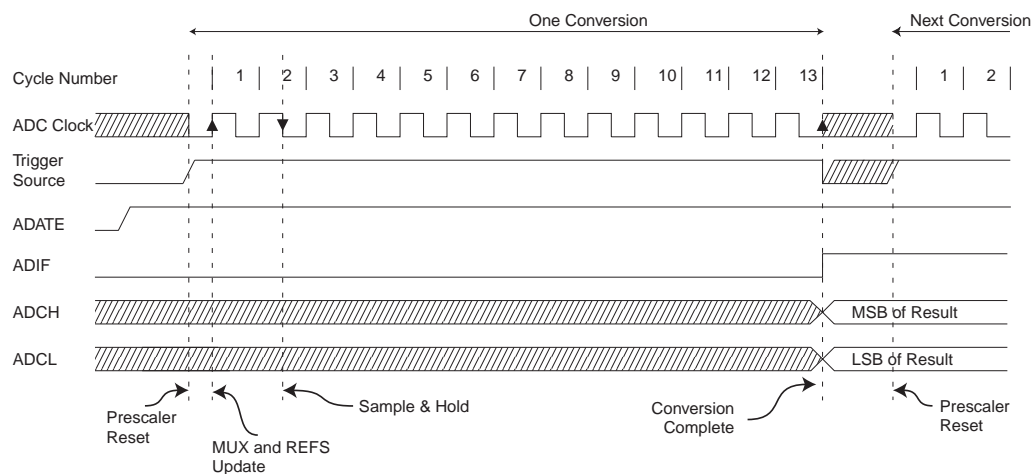 One Conversion
Next Conversion
Cycle Number
1 2 3 4 5 6 7 8 9 10 11 12 13 1 2
ADC Clock
Trigger
Source
ADATE
ADIF
ADCH
MSB of Result
ADCL
LSB of Result
Prescaler
Reset
MUX and REFS
Update
Sample & Hold
Conversion
Complete
Prescaler
Reset